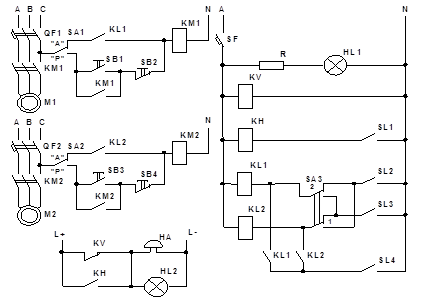 A B C N A N
QF1 SA1 KL1 KM1 SF
"A"
"P" SB1 SB2 R HL1
KM1 KM1 KV
M1
A B C N KH SL1
QF2 SA2 KL2 KM2
"A"
"P" SB3 SB4 KL1 SA3 SL2
2
KM2 KM2 KL2 SL3
1
M2
L+ KV HA L- KL1 KL2 SL4
KH HL2